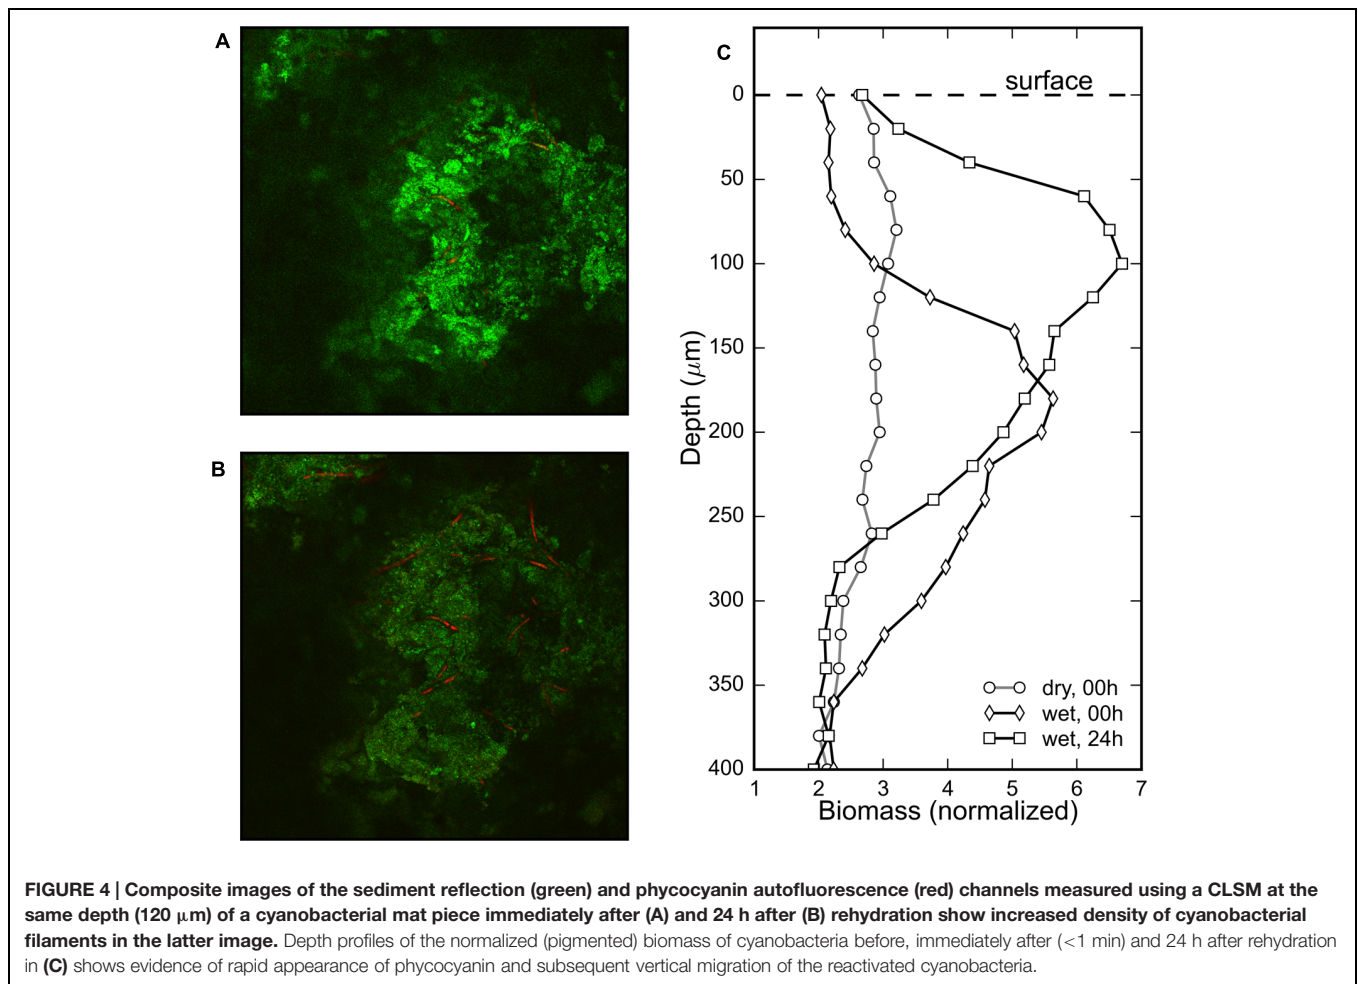 A
B
C
surface
0
50
100
150
200
250
300
350
400
Depth (μm)
dry, 00h
wet, 00h
wet, 24h
1 2 3 4 5 6 7
Biomass (normalized)
FIGURE 4 | Composite images of the sediment reflection (green) and phycocyanin autofluorescence (red) channels measured using a CLSM at the
same depth (120 μm) of a cyanobacterial mat piece immediately after (A) and 24 h after (B) rehydration show increased density of cyanobacterial
filaments in the latter image. Depth profiles of the normalized (pigmented) biomass of cyanobacteria before, immediately after (<1 min) and 24 h after rehydration
in (C) shows evidence of rapid appearance of phycocyanin and subsequent vertical migration of the reactivated cyanobacteria.